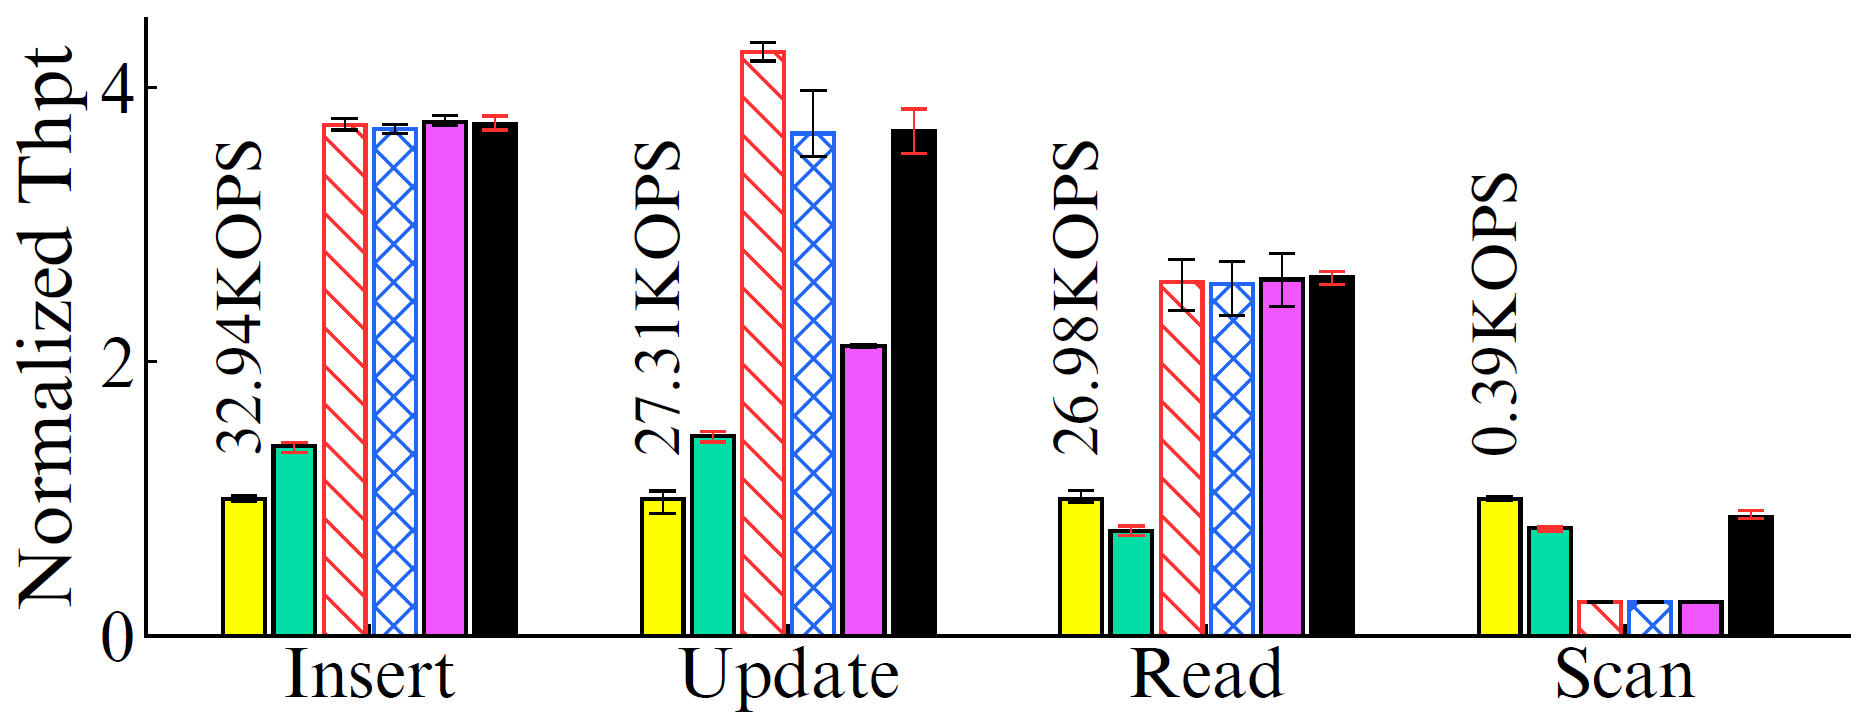 Normalized Thpt
4
2
0
32.94KOPS
27.31KOPS
26.98KOPS
0.39KOPS
Insert
Update
Read
Scan